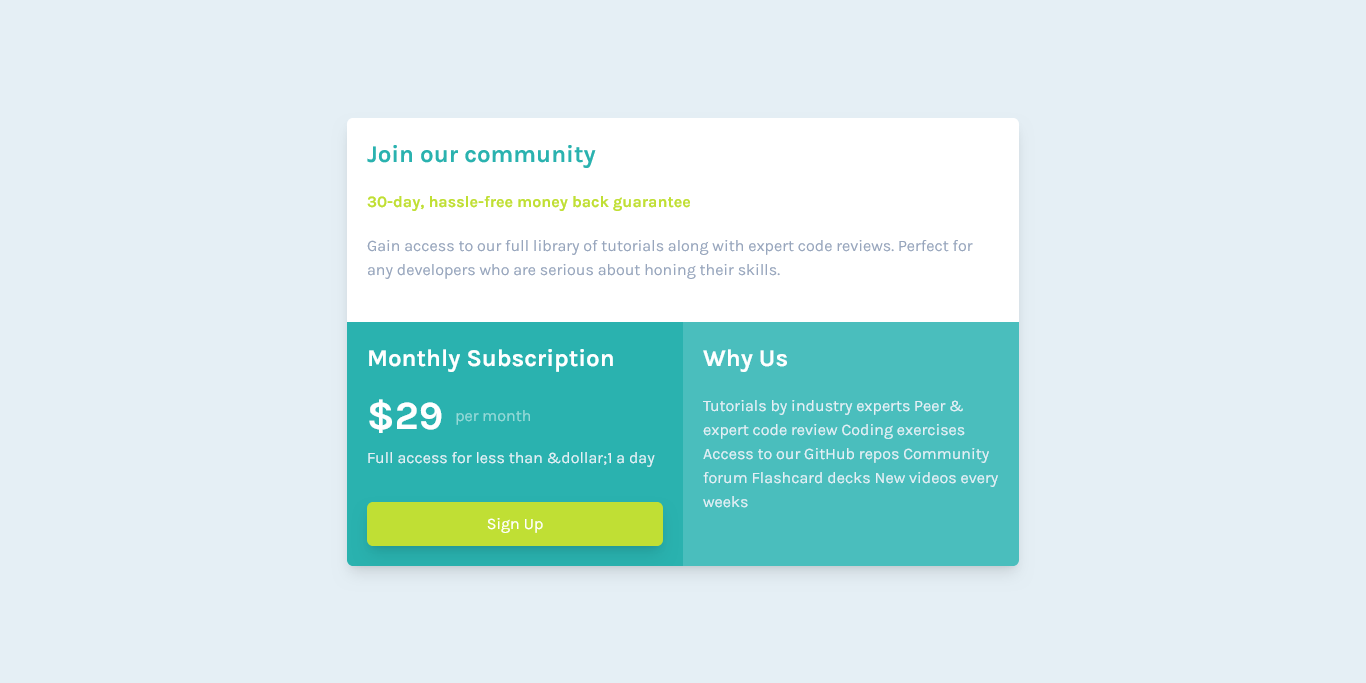 Join our community
30-day, hassle-free money back guarantee
Gain access to our full library of tutorials along with expert code reviews. Perfect for
any developers who are serious about honing their skills.
Monthly Subscription
$29 per month
Full access for less than &dollar;1 a day
Sign Up
Why Us
Tutorials by industry experts Peer &
expert code review Coding exercises
Access to our GitHub repos Community
forum Flashcard decks New videos every
weeks